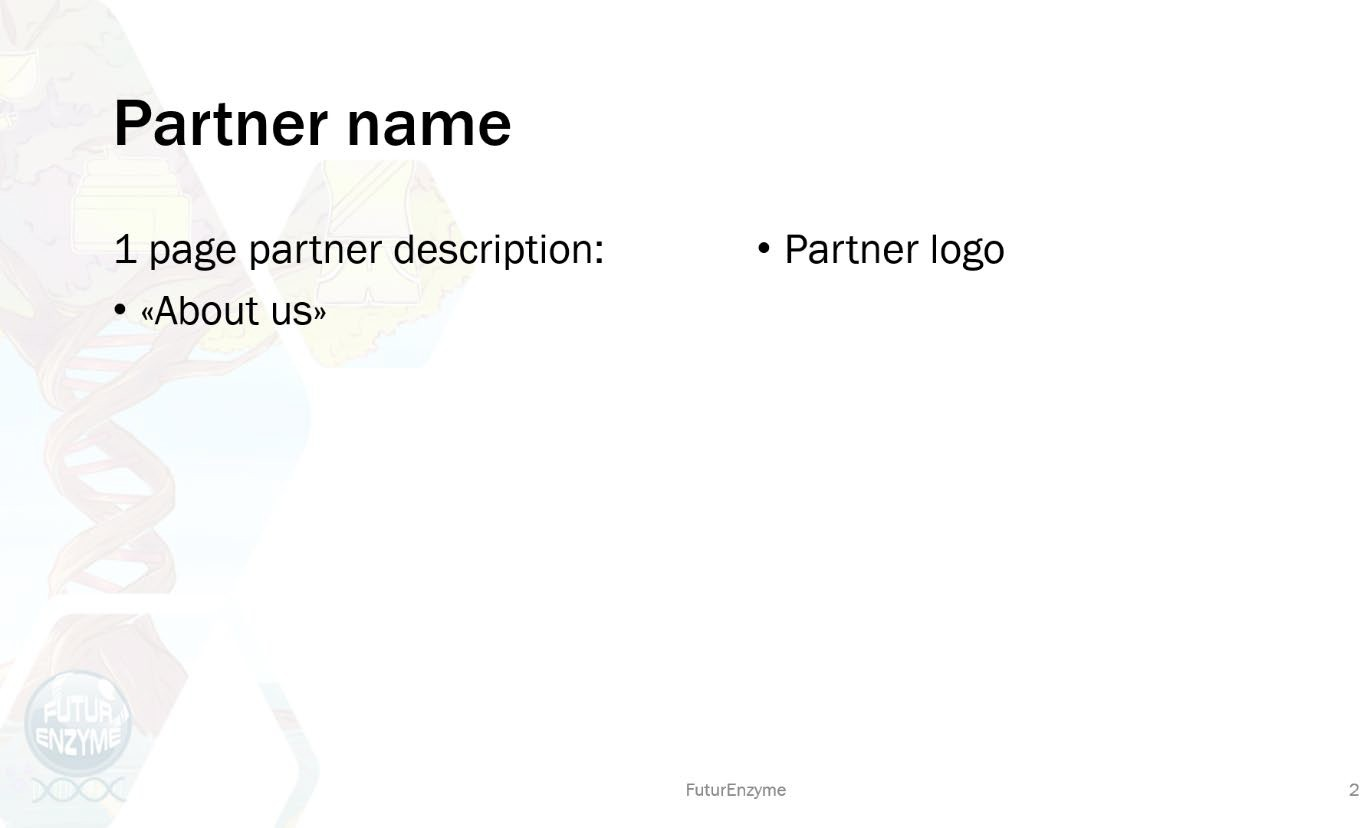 Partner name
1 page partner description:
• «About us»
• Partner logo
FUTUR
ENZYME
FuturEnzyme
2